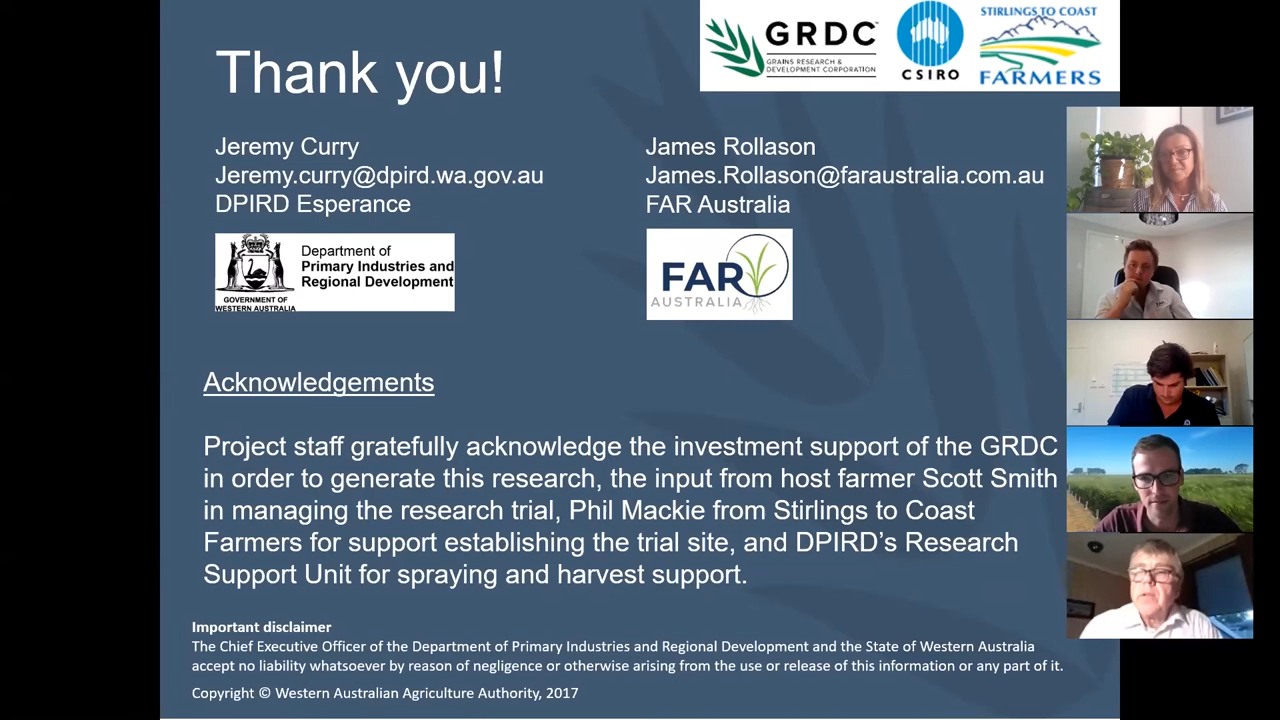 Thank you!
GRDC™
GRAINS RESEARCH &
DEVELOPMENT CORPORATION
CSIRO
STIRLINGS TO COAST
FARMERS
Jeremy Curry
Jeremy.curry@dpird.wa.gov.au
DPIRD Esperance
Department of
Primary Industries and
Regional Development
GOVERNMENT OF
WESTERN AUSTRALIA
James Rollason
James.Rollason@faraustralia.com.au
FAR Australia
FAR
AUSTRALIA
Acknowledgements
Project staff gratefully acknowledge the investment support of the GRDC
in order to generate this research, the input from host farmer Scott Smith
in managing the research trial, Phil Mackie from Stirlings to Coast
Farmers for support establishing the trial site, and DPIRD’s Research
Support Unit for spraying and harvest support.
Important disclaimer
The Chief Executive Officer of the Department of Primary Industries and Regional Development and the State of Western Australia
accept no liability whatsoever by reason of negligence or otherwise arising from the use or release of this information or any part of it.
Copyright © Western Australian Agriculture Authority, 2017